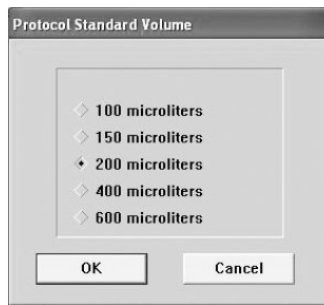 Protocol Standard Volume
100 microliters
150 microliters
200 microliters
400 microliters
600 microliters
OK Cancel